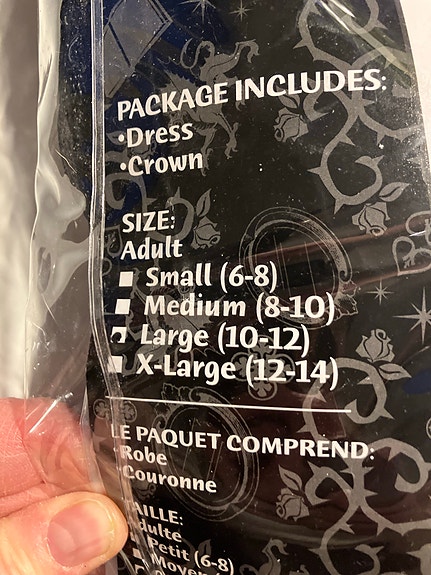 PACKAGE INCLUDES:
•Dress
•Crown
SIZE:
Adult
Small (6-8)
Medium (8-10)
Large (10-12)
X-Large (12-14)
LE PAQUET COMPREND:
•Robe
•Couronne
AILLE:
dulte
Petit (6-8)